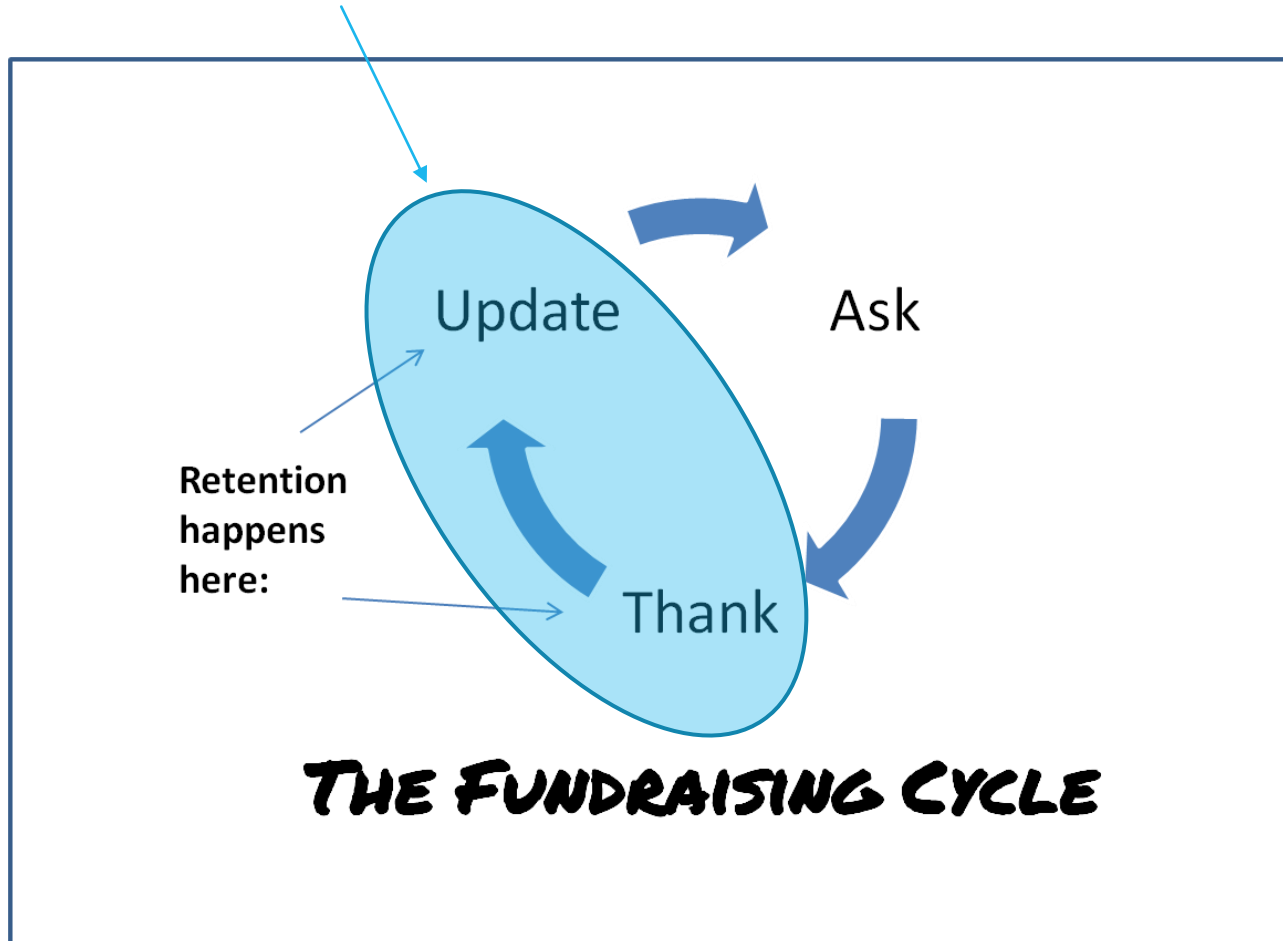 Update
Ask
Retention
happens
here:
Thank
The Fundraising Cycle